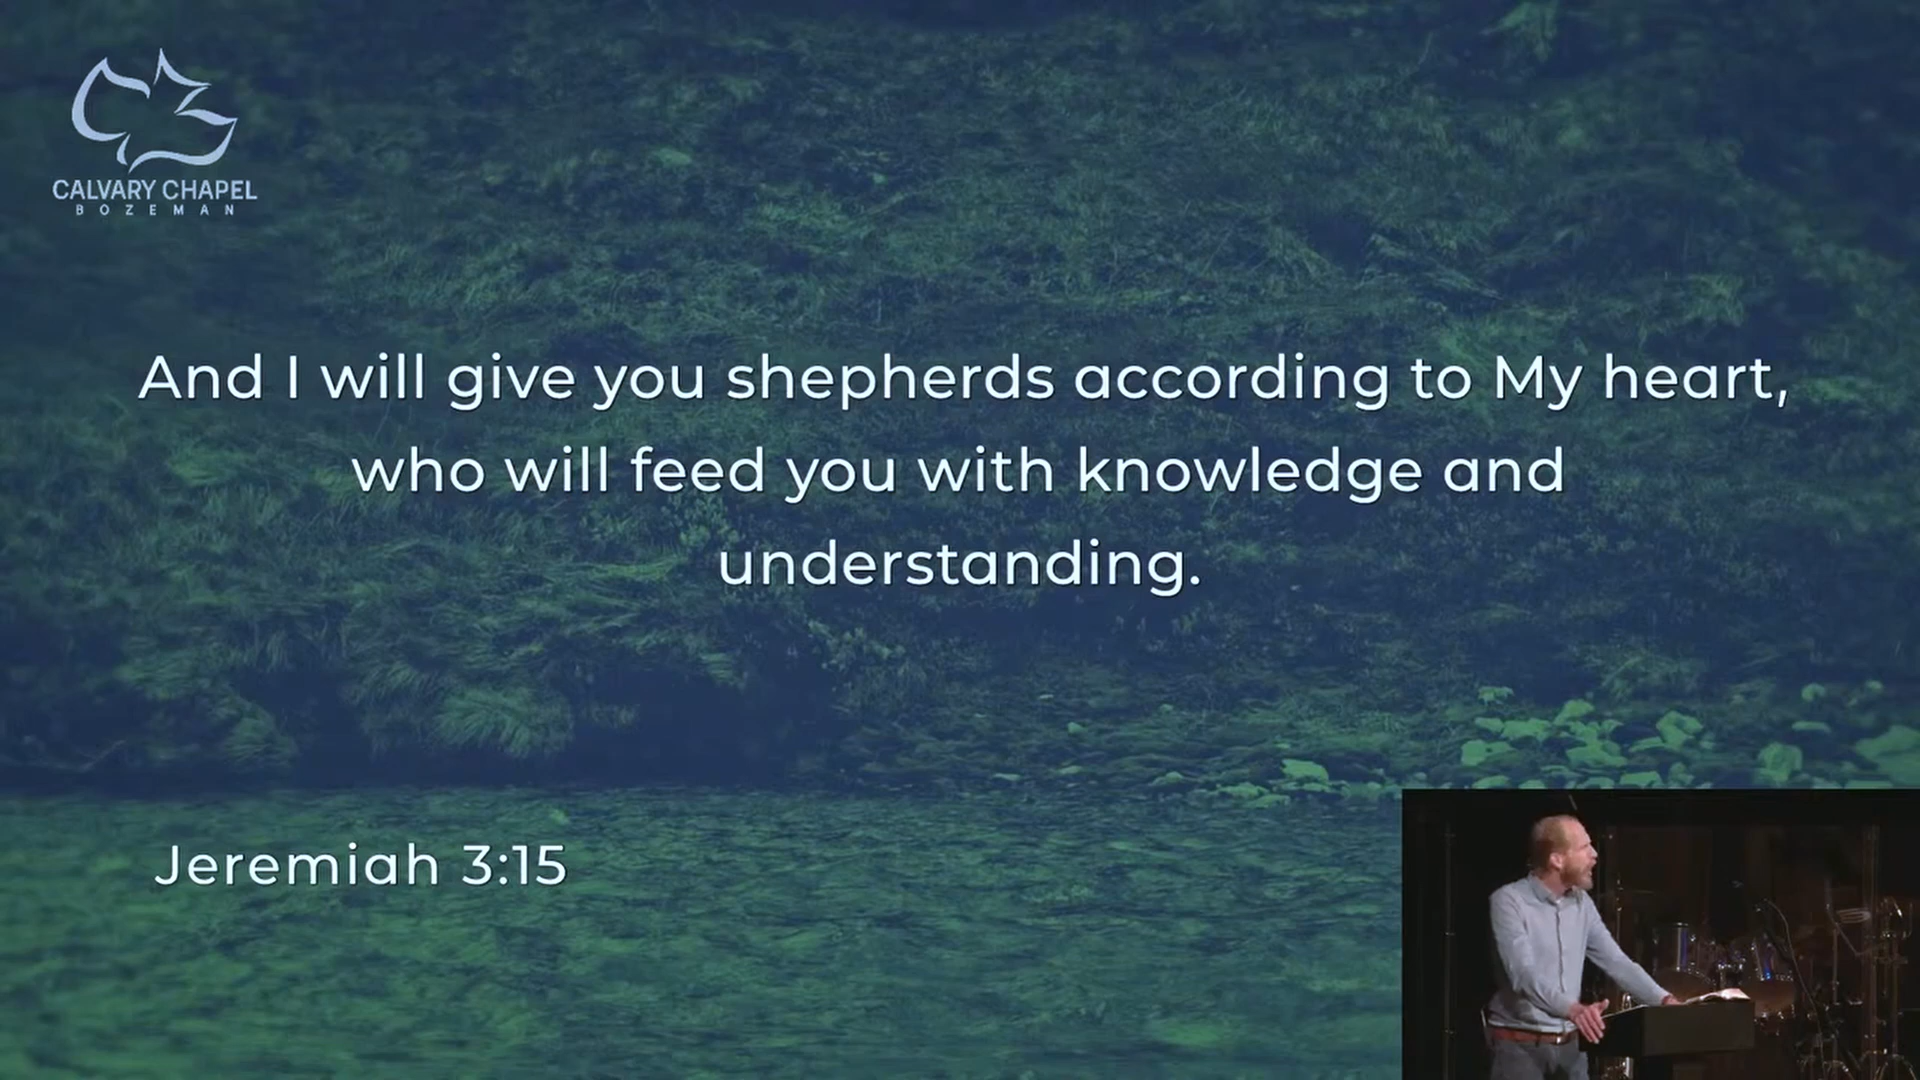 CALVARY CHAPEL
BOZEMAN
And I will give you shepherds according to My heart,
who will feed you with knowledge and
understanding.
Jeremiah 3:15